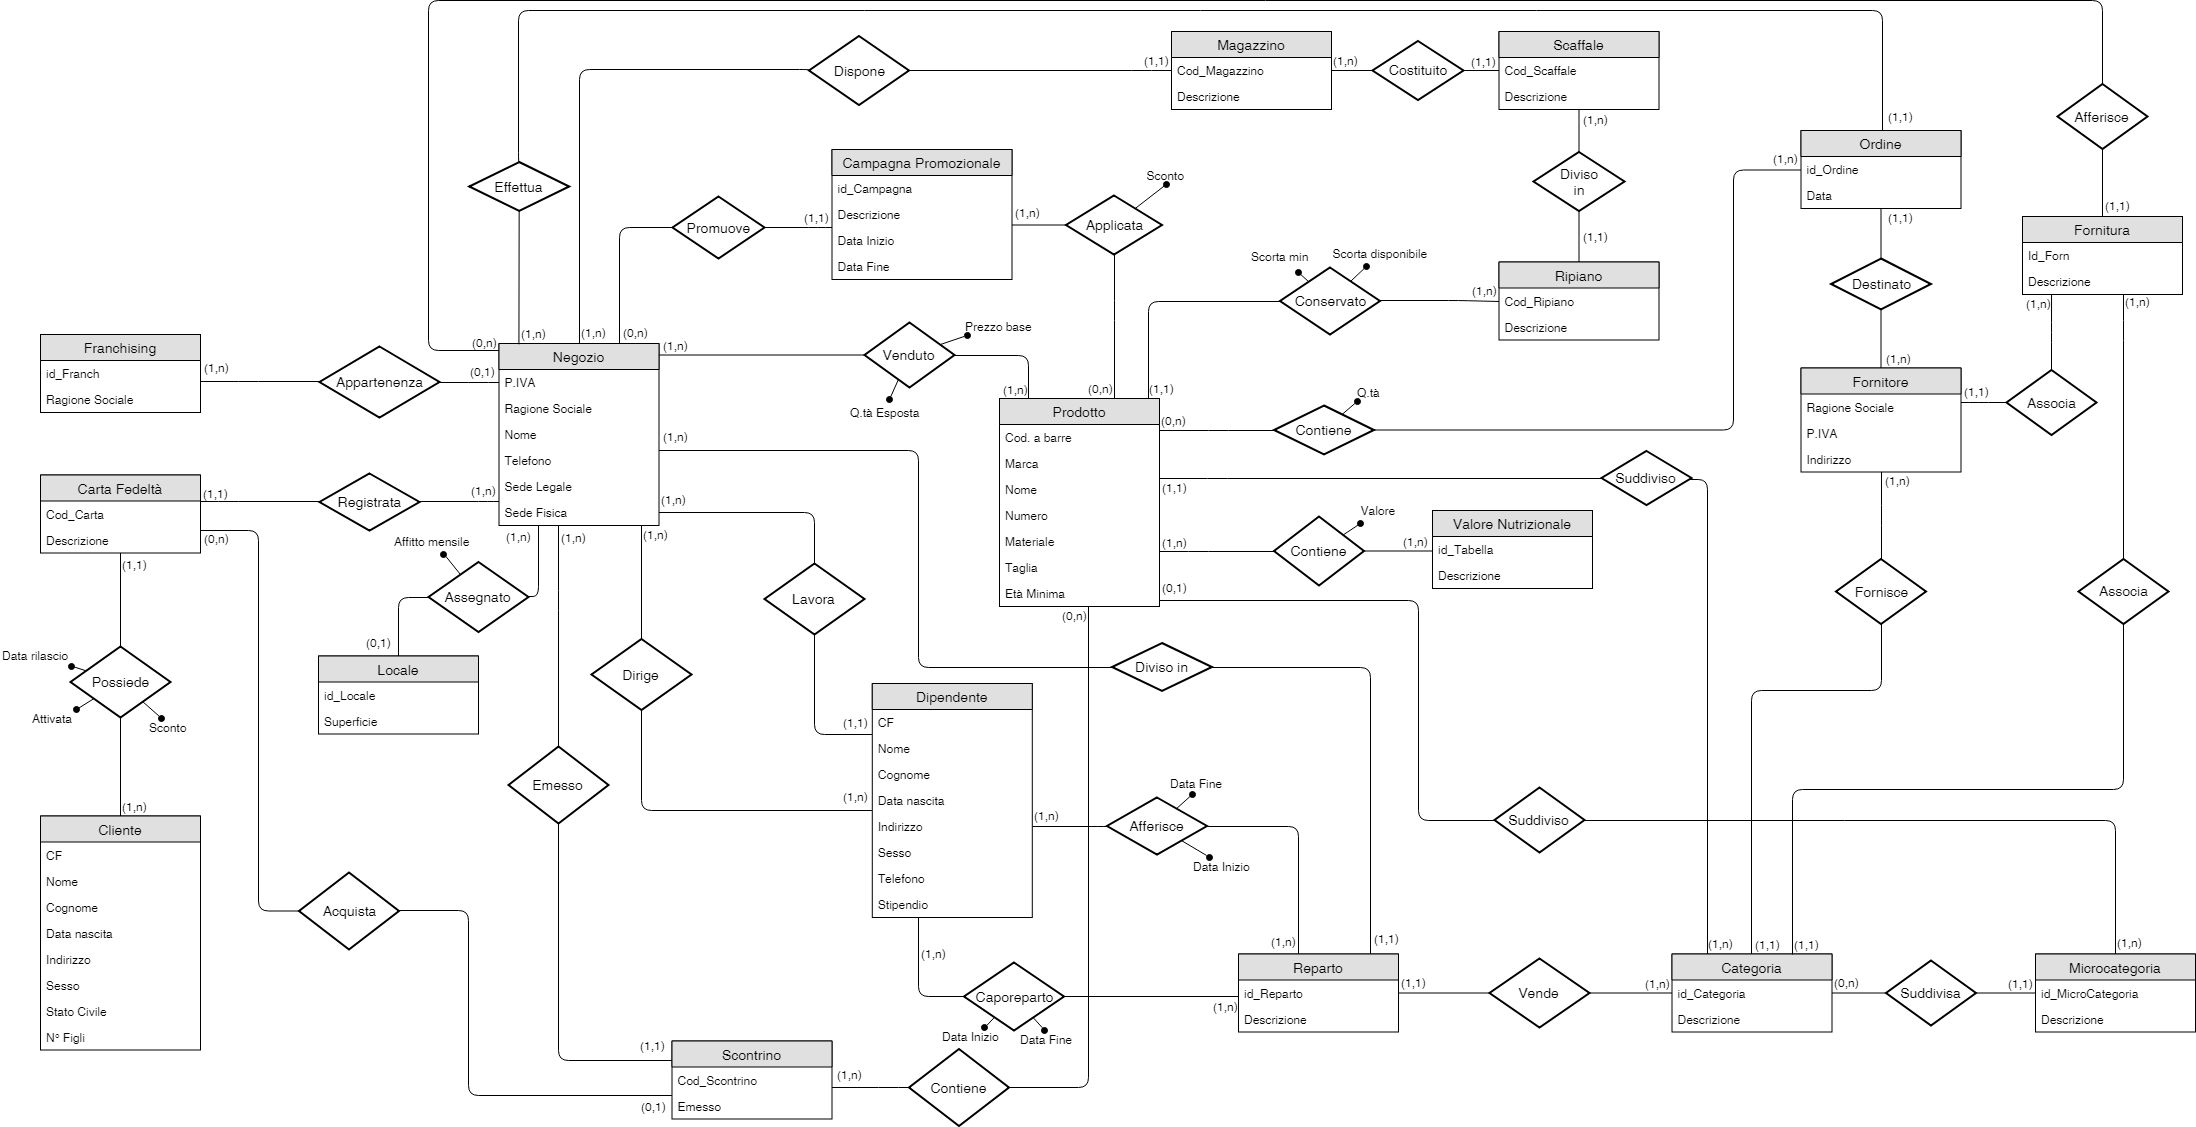 Magazzino
Cod_Magazzino
Descrizione
Scaffale
Cod_Scaffale
Descrizione
Dispone
(1,1)
(1,n)
Costituito
(1,1)
(1,n)
Diviso
in
(1,1)
Ripiano
Cod_Ripiano
Descrizione
(1,n)
Afferisce
(1,1)
Ordine
id_Ordine
Data
(1,1)
(1,n)
(1,1)
Destinato
(1,n)
Fornitura
Id_Forn
Descrizione
(1,n)
(1,n)
Effettua
Promuove
(1,1)
Campagna Promozionale
id_Campagna
Descrizione
Data Inizio
Data Fine
(1,n)
Applicata
Sconto
Scorta min
Scorta disponibile
Conservato
Franchising
id_Franch
Ragione Sociale
(1,n)
Appartenenza
(0,1)
(0,n)
(1,n)
(1,n)
(0,n)
Negozio
P.IVA
Ragione Sociale
Nome
Telefono
Sede Legale
Sede Fisica
(1,n)
Venduto
Prezzo base
Q.tà Esposta
(1,n)
(0,n)
(1,1)
Prodotto
Cod. a barre
Marca
Nome
Numero
Materiale
Taglia
Età Minima
(0,n)
Contiene
Q.tà
Fornitore
Ragione Sociale
P.IVA
Indirizzo
(1,1)
Associa
(1,n)
(1,n)
(1,n)
(1,1)
Suddiviso
(1,n)
Contiene
Valore
(1,n)
Valore Nutrizionale
id_Tabella
Descrizione
(0,1)
(0,n)
Carta Fedeltà
Cod_Carta
Descrizione
(1,1)
Registrata
(1,n)
(0,n)
(1,1)
(1,n)
(1,n)
(1,n)
Affitto mensile
Assegnato
(0,1)
Locale
id_Locale
Superficie
Lavora
Dirige
Diviso in
Fornisce
Associa
Data rilascio
Possiede
Attivata
Sconto
(1,n)
Cliente
CF
Nome
Cognome
Data nascita
Indirizzo
Sesso
Stato Civile
N° Figli
Emesso
Acquista
Dipendente
CF
Nome
Cognome
Data nascita
Indirizzo
Sesso
Telefono
Stipendio
(1,1)
(1,n)
(1,n)
Afferisce
Data Fine
Data Inizio
Suddiviso
(1,n)
Caporeparto
Data Inizio
Data Fine
(1,n)
(1,n)
(1,1)
Reparto
id_Reparto
Descrizione
(1,1)
Vende
(1,n)
(1,n)
(1,1)
(1,1)
Categoria
id_Categoria
Descrizione
(0,n)
Suddivisa
(1,1)
(1,n)
Microcategoria
id_MicroCategoria
Descrizione
(1,1)
Scontrino
Cod_Scontrino
Emesso
(0,1)
(1,n)
Contiene